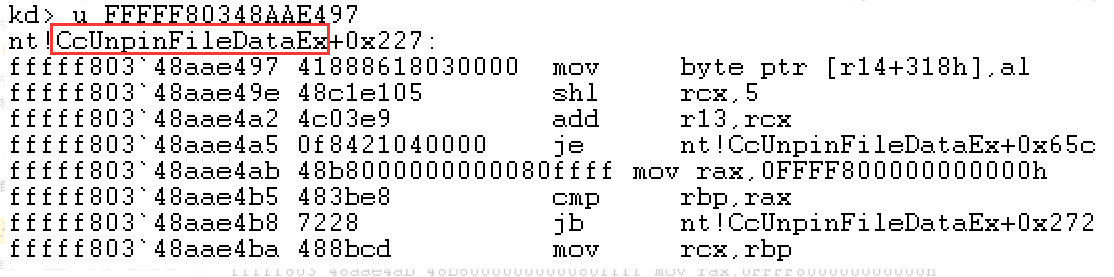 kd> u FFFFF80348AAE497
nt!CcUnpinFileDataEx+0x227:
fffff803`48aae497 41888618030000 mov byte ptr [r14+318h],al
fffff803`48aae49e 48c1e105 shl rcx,5
fffff803`48aae4a2 4c03e9 add r13,rcx
fffff803`48aae4a5 0f8421040000 je nt!CcUnpinFileDataEx+0x65c
fffff803`48aae4ab 48b8000000000080ffff mov rax,0FFFF800000000000h
fffff803`48aae4b5 483be8 cmp rbp,rax
fffff803`48aae4b8 7228 jb nt!CcUnpinFileDataEx+0x272
fffff803`48aae4ba 488bcd mov rcx,rbp